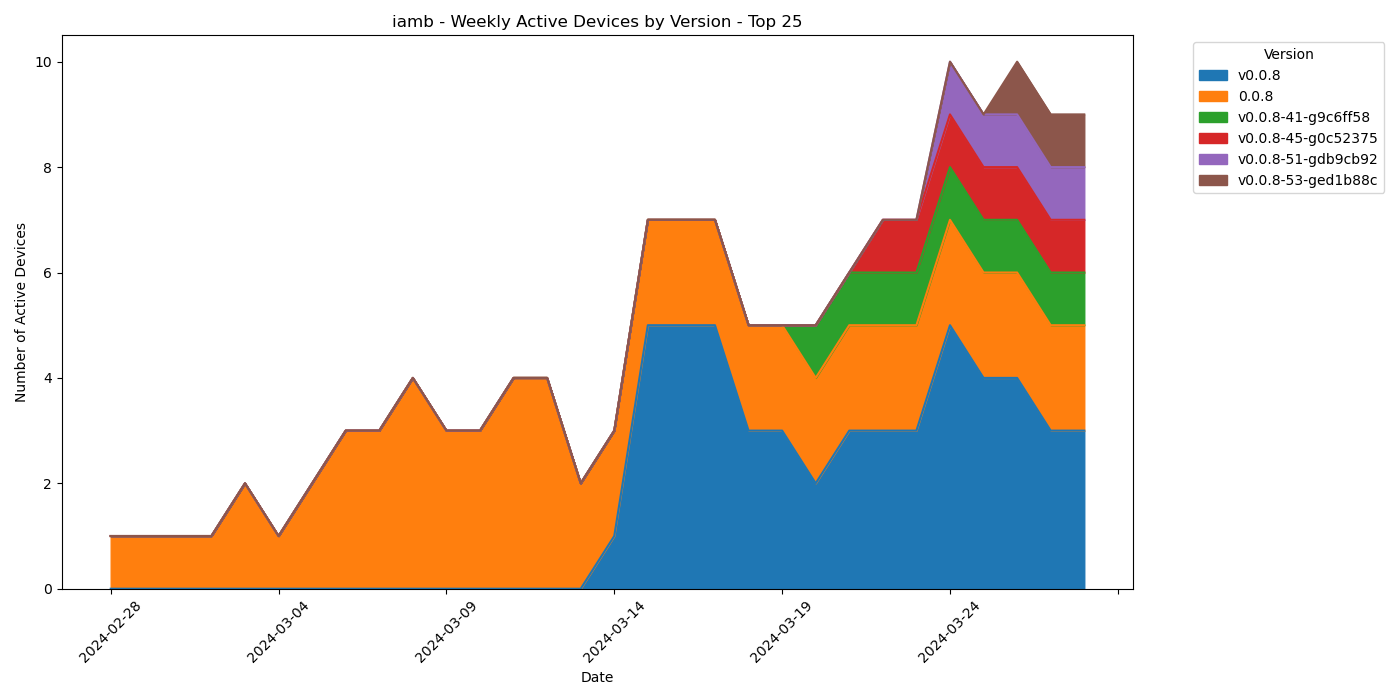 iamb - Weekly Active Devices by Version - Top 25
Number of Active Devices
10
8
6
4
2
0
2024-02-28
2024-03-04
2024-03-09
2024-03-14
2024-03-19
2024-03-24
Date
Version
v0.0.8
0.0.8
v0.0.8-41-g9c6ff58
v0.0.8-45-g0c52375
v0.0.8-51-gdb9cb92
v0.0.8-53-ged1b88c